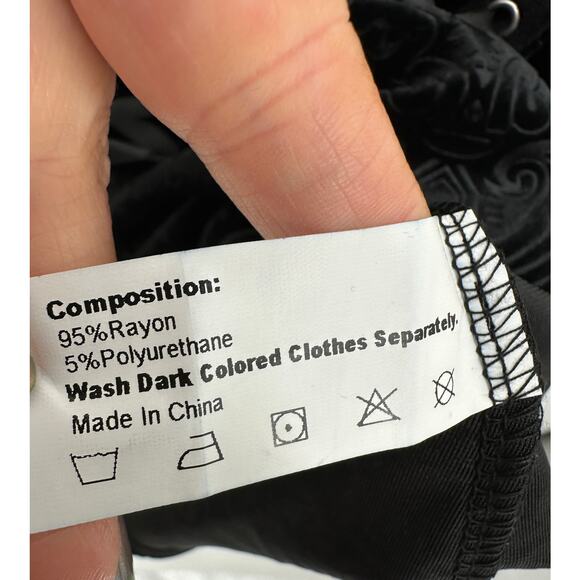 Composition:
95%Rayon
5%Polyurethane
Wash Dark Colored Clothes Separately.
Made In China